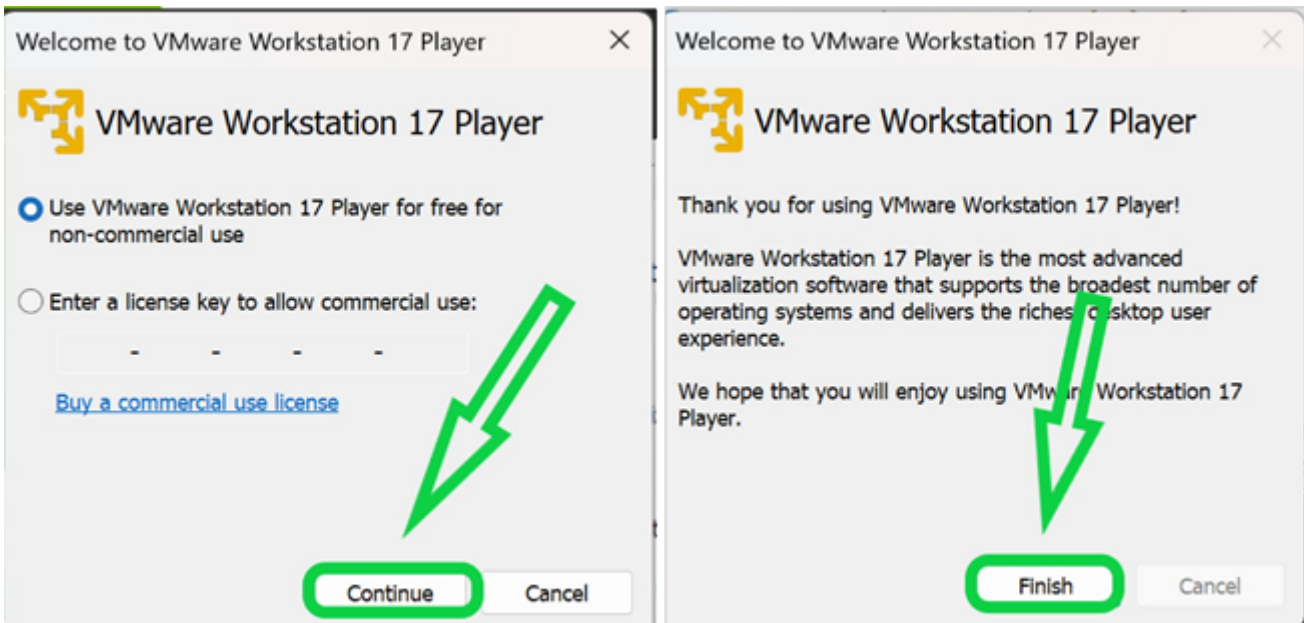 Welcome to VMware Workstation 17 Player
VMware Workstation 17 Player
Use VMware Workstation 17 Player for free for
non-commercial use
Enter a license key to allow commercial use:
- - - -
Buy a commercial use license
Continue
Cancel
Welcome to VMware Workstation 17 Player
VMware Workstation 17 Player
Thank you for using VMware Workstation 17 Player!
VMware Workstation 17 Player is the most advanced
virtualization software that supports the broadest number of
operating systems and delivers the richest desktop user
experience.
We hope that you will enjoy using VMware Workstation 17
Player.
Finish
Cancel